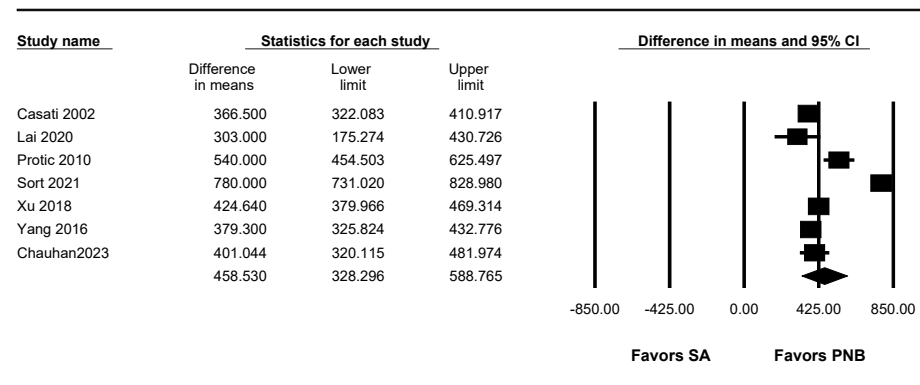 Study name Statistics for each study Difference in means and 95% CI
Difference in means Lower limit Upper limit
Casati 2002 366.500 322.083 410.917
Lai 2020 303.000 175.274 430.726
Protic 2010 540.000 454.503 625.497
Sort 2021 780.000 731.020 828.980
Xu 2018 424.640 379.966 469.314
Yang 2016 379.300 325.824 432.776
Chauhan2023 401.044 320.115 481.974
458.530 328.296 588.765
-850.00 -425.00 0.00 425.00 850.00
Favors SA Favors PNB